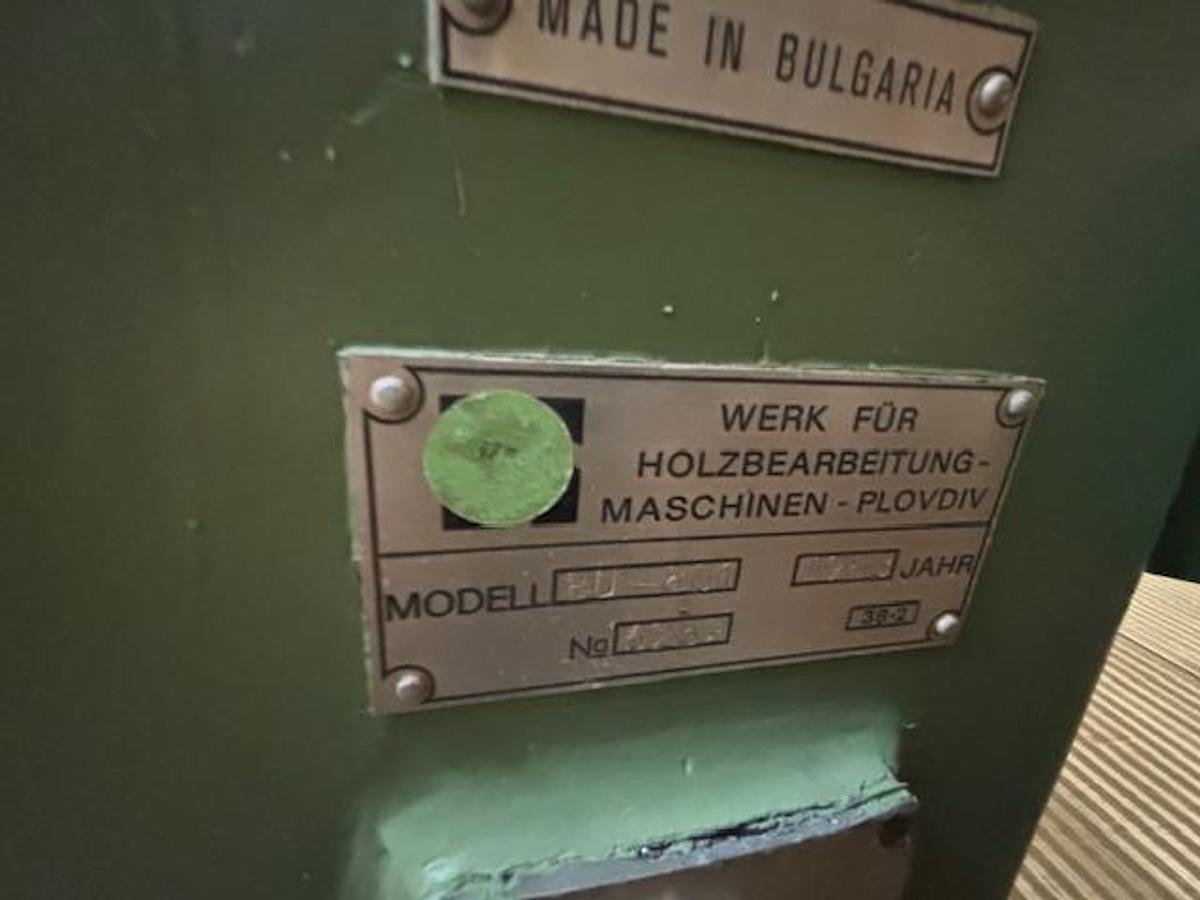 MADE IN BULGARIA
WERK FÜR
HOLZBEARBEITUNG-
MASCHINEN - PLOVDIV
MODELL
JAHR
No
38-2